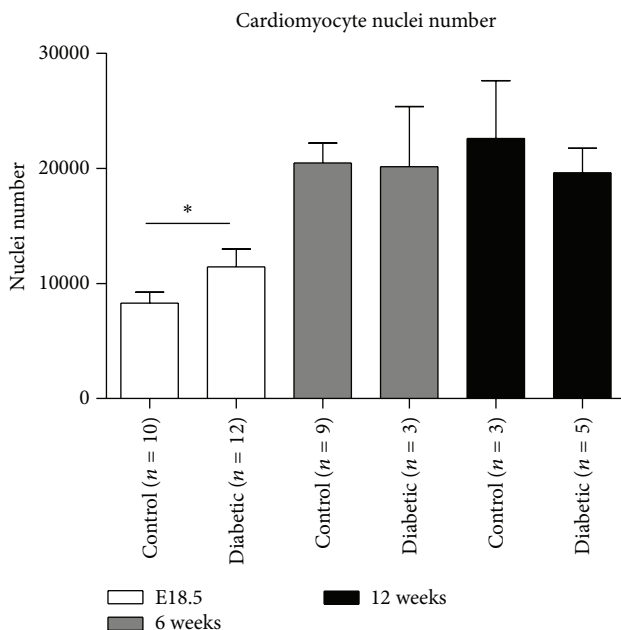 Cardiomyocyte nuclei number
30000
20000
10000
0
Nuclei number
*
Control (n = 10)
Diabetic (n = 12)
Control (n = 9)
Diabetic (n = 3)
Control (n = 3)
Diabetic (n = 5)
E18.5
6 weeks
12 weeks